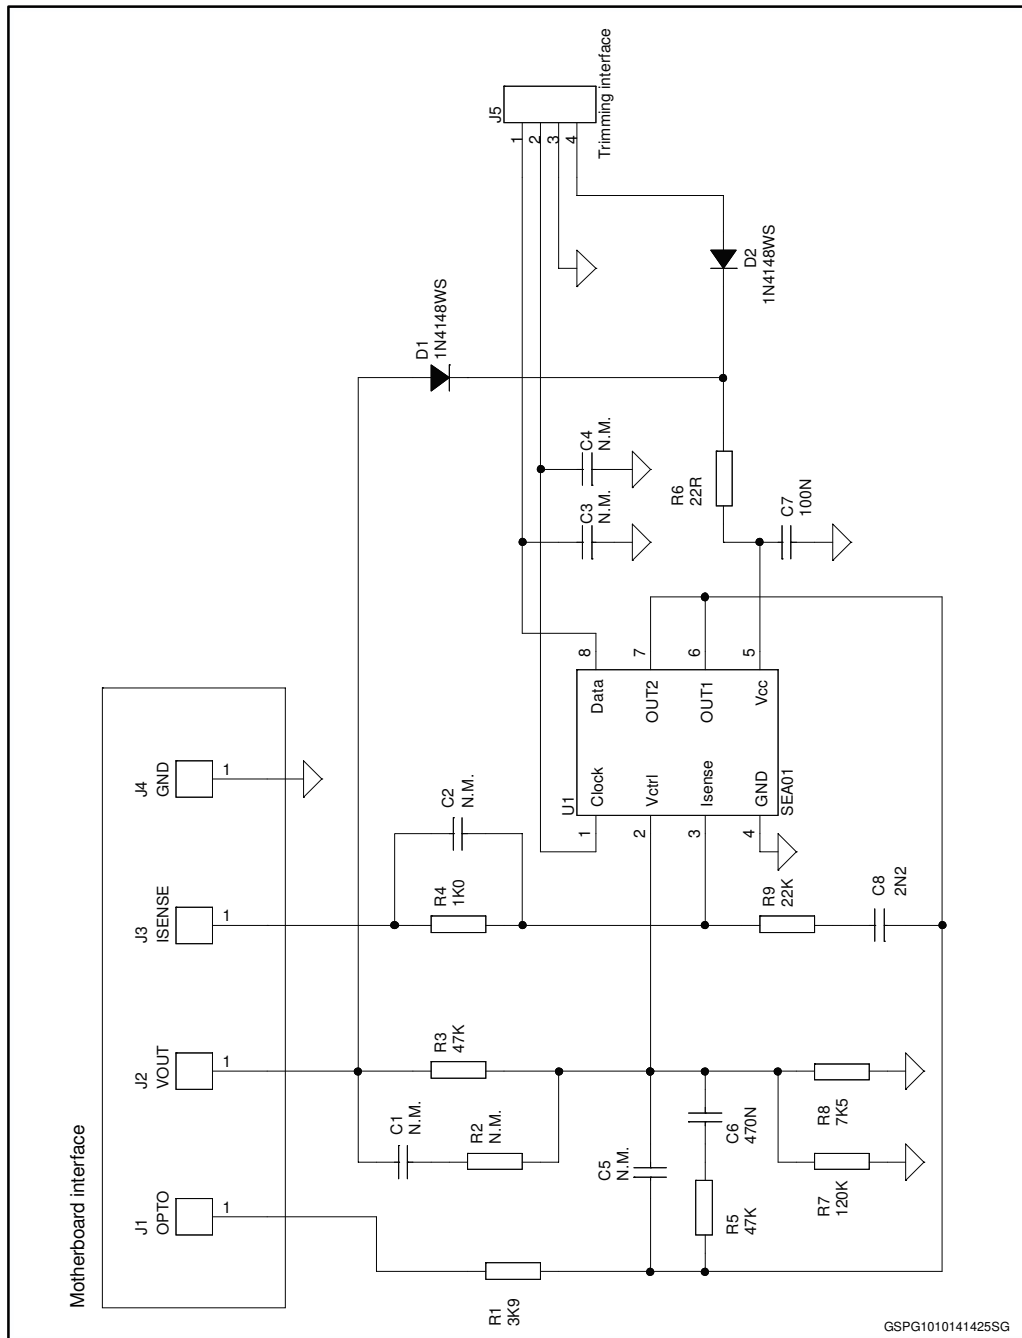 Motherboard interface
J1
OPTO
1
J2
VOUT
1
J3
ISENSE
1
J4
GND
1
R1
3K9
C1
N.M.
R2
N.M.
R3
47K
R4
1K0
C2
N.M.
D1
1N4148WS
J5
1
2
3
4
Trimming interface
D2
1N4148WS
C3
N.M.
C4
N.M.
R6
22R
C7
100N
U1
Clock
Vctrl
Isense
GND
Data
OUT2
OUT1
Vcc
1
2
3
4
8
7
6
5
SEA01
C5
N.M.
R5
47K
C6
470N
R7
120K
R8
7K5
R9
22K
C8
2N2
GSPG1010141425SG